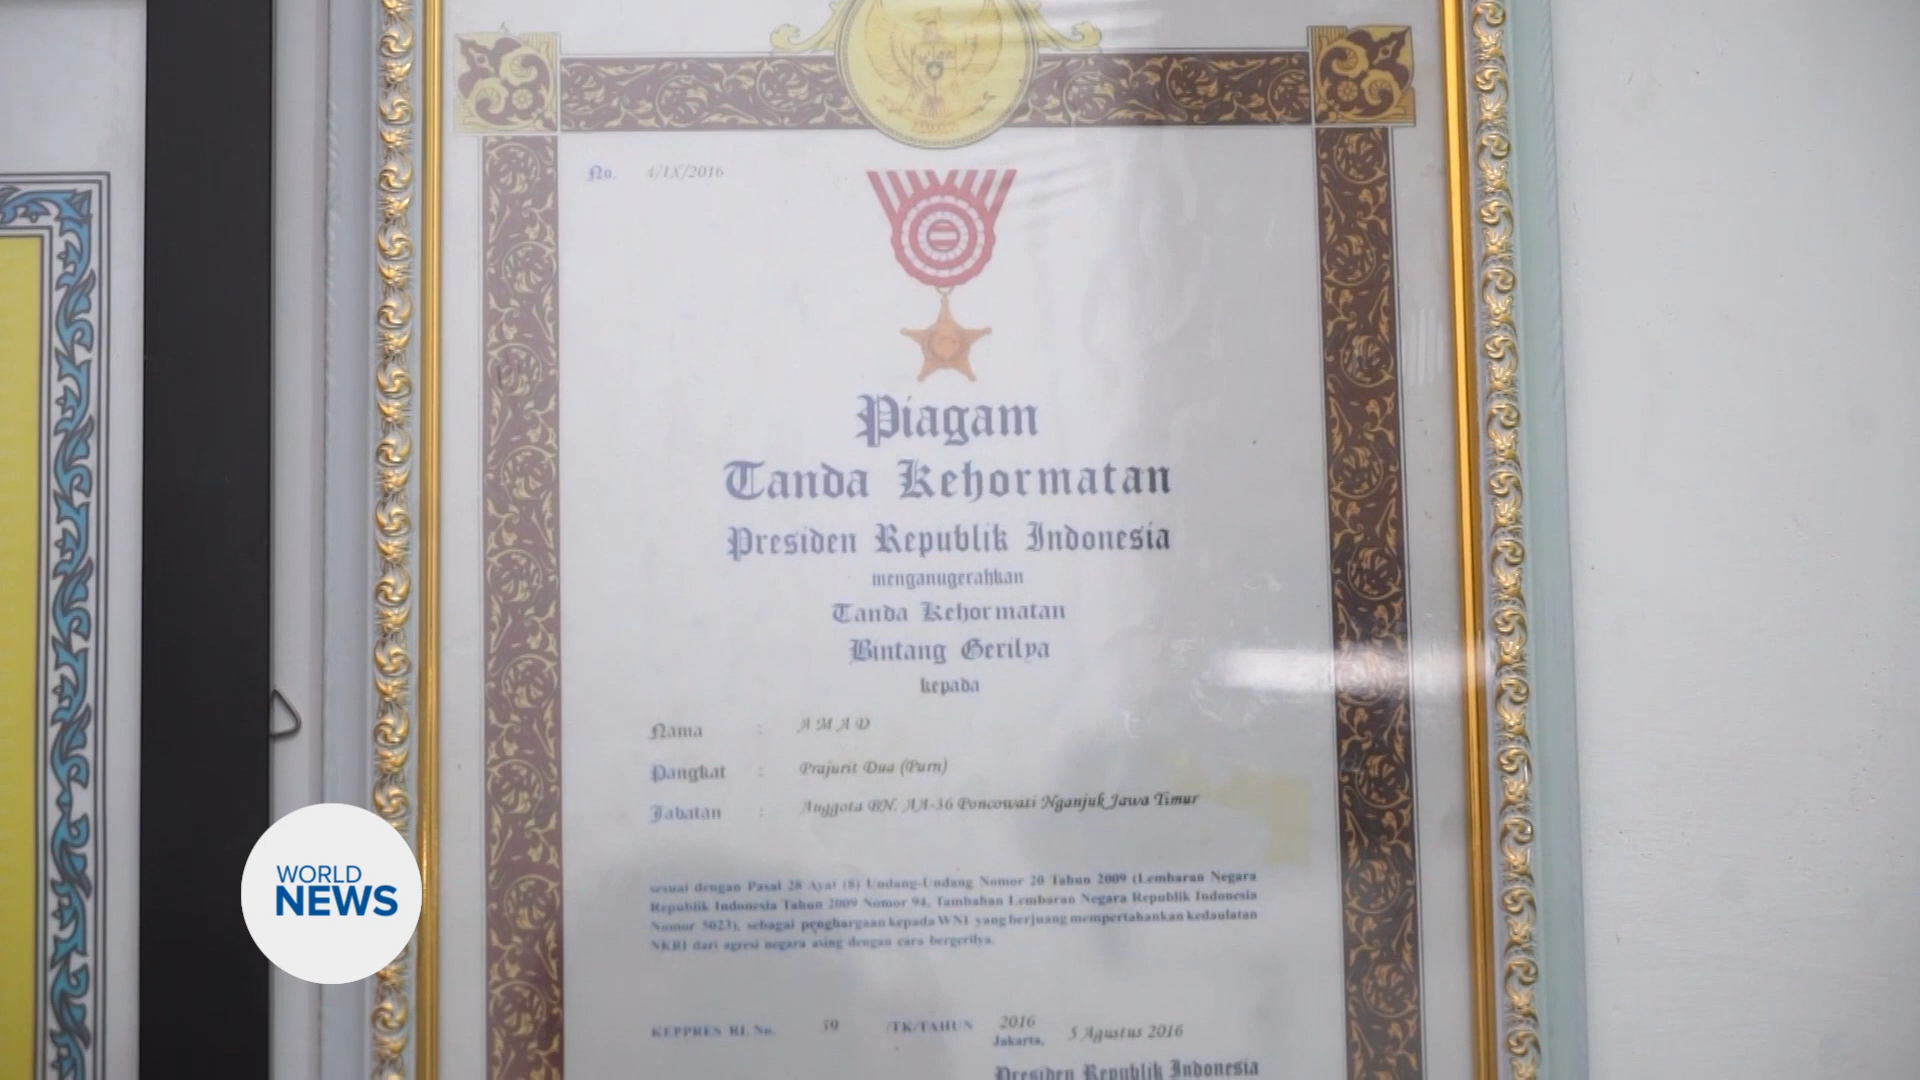 No. 4/IX/2016
Piagam
Tanda Kehormatan
Presiden Republik Indonesia
menganugerahkan
Tanda Kehormatan
Bintang Gerilya
kepada
Nama : AMAD
Pangkat : Prajurit Dua (Purn)
Jabatan : Anggota BN. AA-36 Poncowati Nganjuk Jawa Timur
sesuai dengan Pasal 28 Ayat (8) Undang-Undang Nomor 20 Tahun 2009 (Lembaran Negara
Republik Indonesia Tahun 2009 Nomor 94, Tambahan Lembaran Negara Republik Indonesia
Nomor 5023), sebagai penghargaan kepada WNI yang berjuang mempertahankan kedaulatan
NKRI dari agresi negara asing dengan cara bergerilya.
KEPPRES RI. No. 59 /TK/TAHUN 2016
Jakarta, 5 Agustus 2016
Presiden Republik Indonesia
WORLD
NEWS